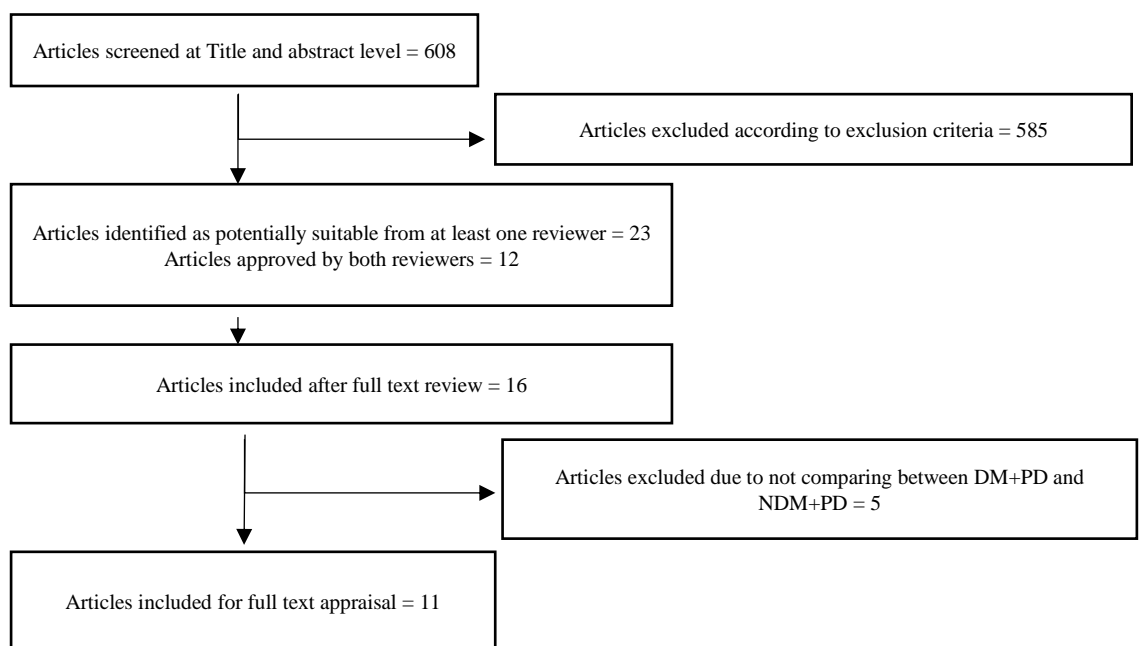 Articles screened at Title and abstract level = 608
Articles excluded according to exclusion criteria = 585
Articles identified as potentially suitable from at least one reviewer = 23
Articles approved by both reviewers = 12
Articles included after full text review = 16
Articles excluded due to not comparing between DM+PD and
NDM+PD = 5
Articles included for full text appraisal = 11